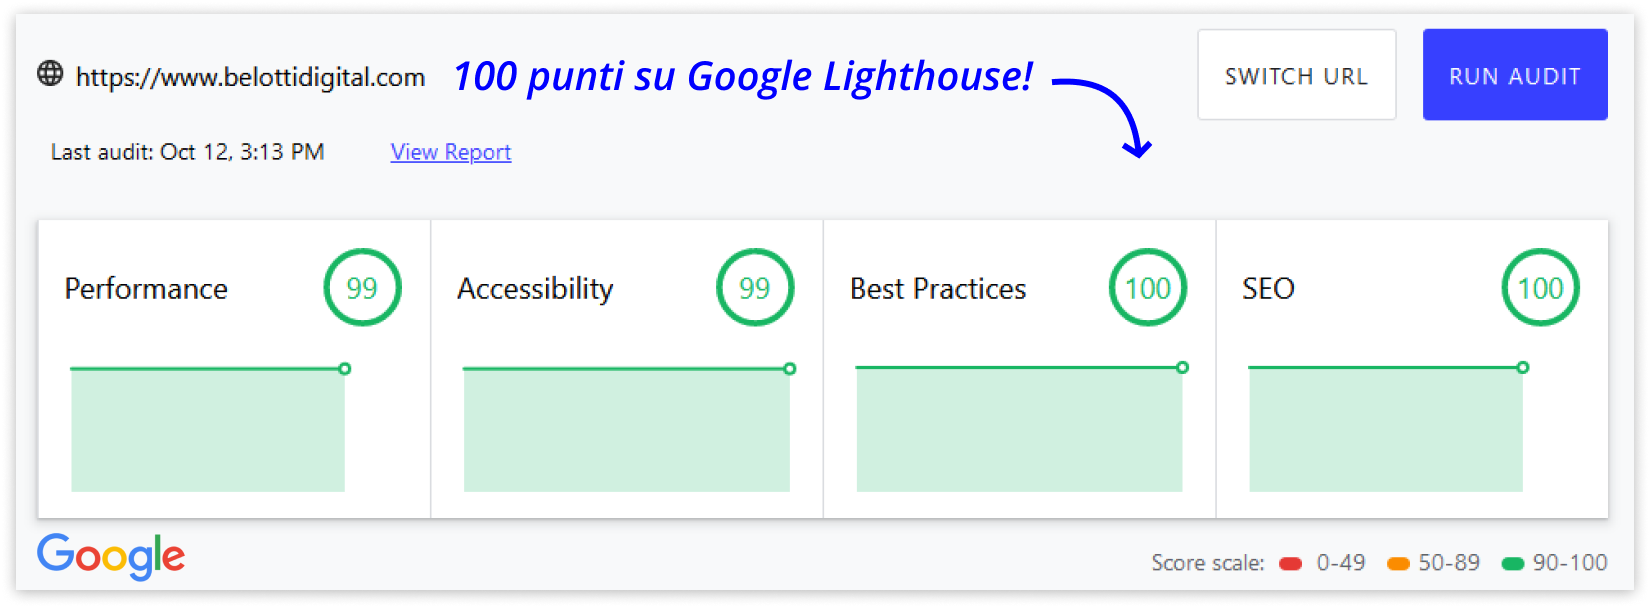 https://www.belottidigital.com
100 punti su Google Lighthouse!
SWITCH URL
RUN AUDIT
Last audit: Oct 12, 3:13 PM
View Report
Performance
99
Accessibility
99
Best Practices
100
SEO
100
Google
Score scale: 0-49 50-89 90-100